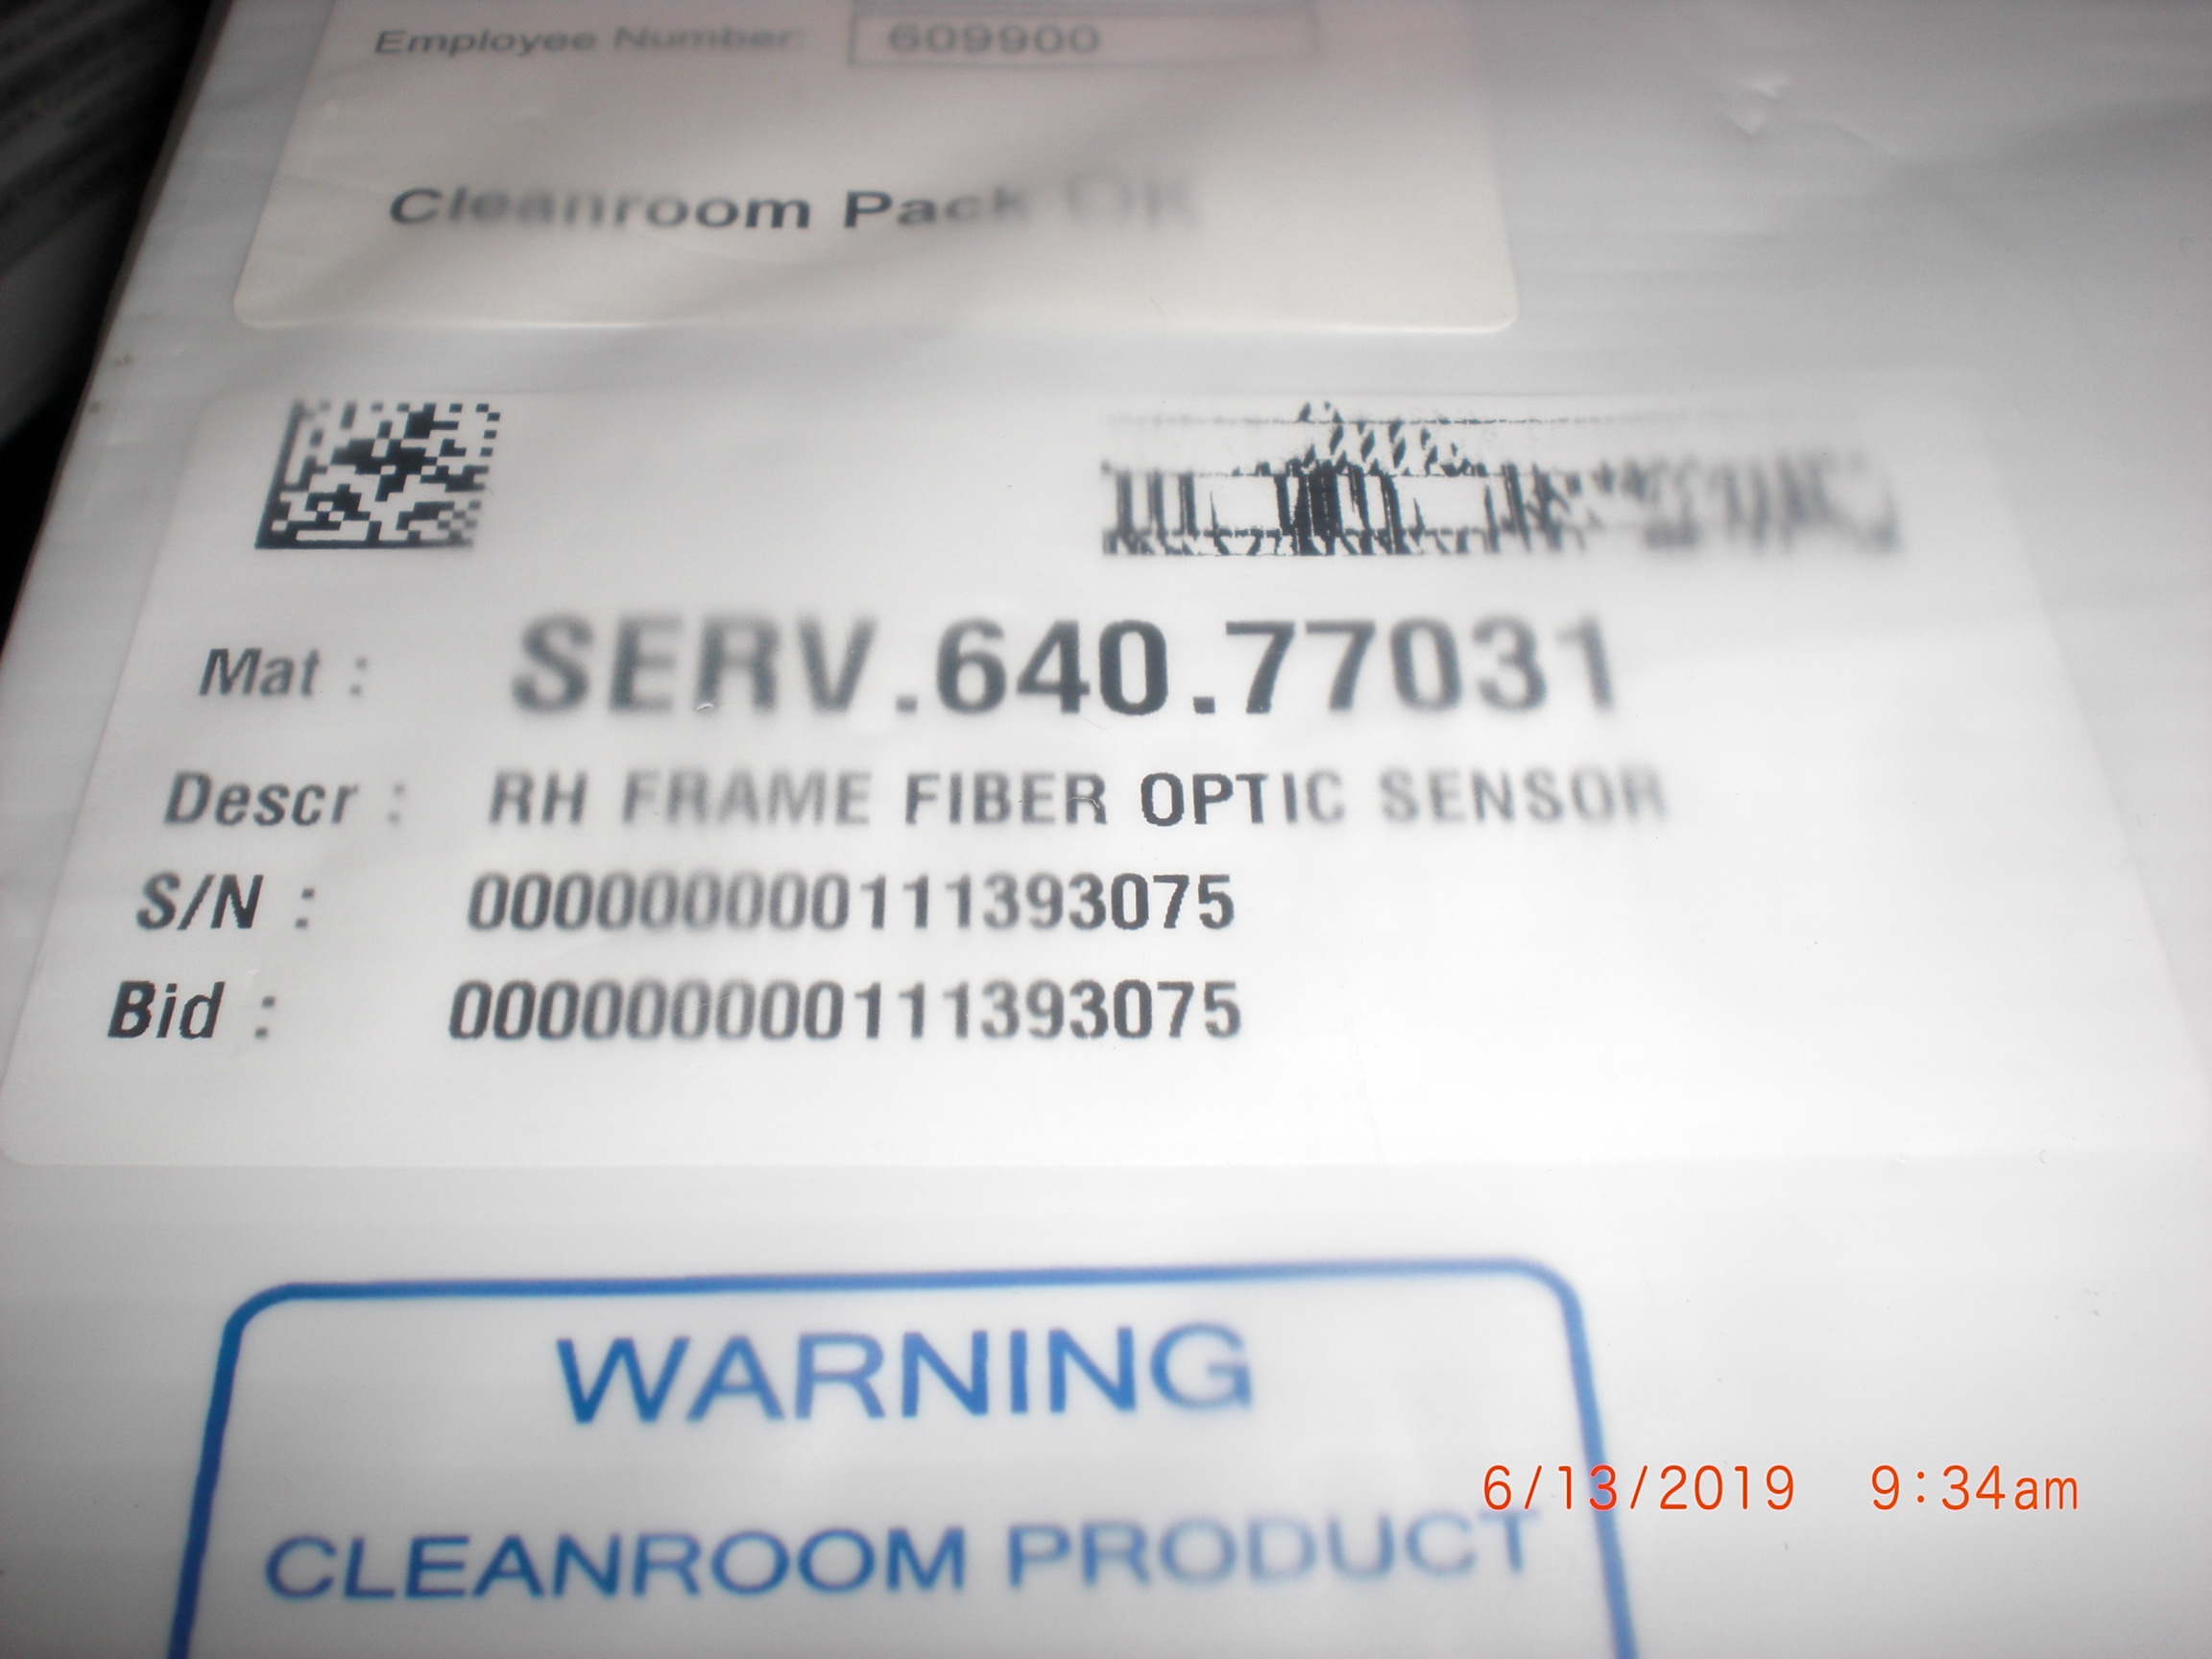 Employee Number: 609900
Cleanroom Pack OK
Mat : SERV.640.77031
Descr : RH FRAME FIBER OPTIC SENSOR
S/N : 000000000111393075
Bid : 000000000111393075
WARNING
6/13/2019 9:34am
CLEANROOM PRODUCT